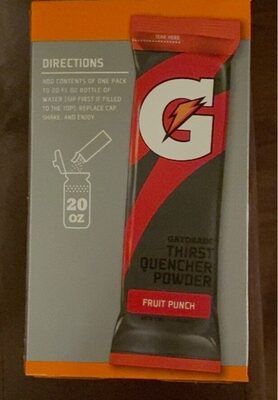 TEAR HERE
DIRECTIONS
ADD CONTENTS OF ONE PACK
TO 20 FL OZ BOTTLE OF
WATER (SIP FIRST IF FILLED
TO THE TOP). REPLACE CAP,
SHAKE, AND ENJOY
G
20
OZ
GATORADE
THIRST
QUENCHER
POWDER
FRUIT PUNCH